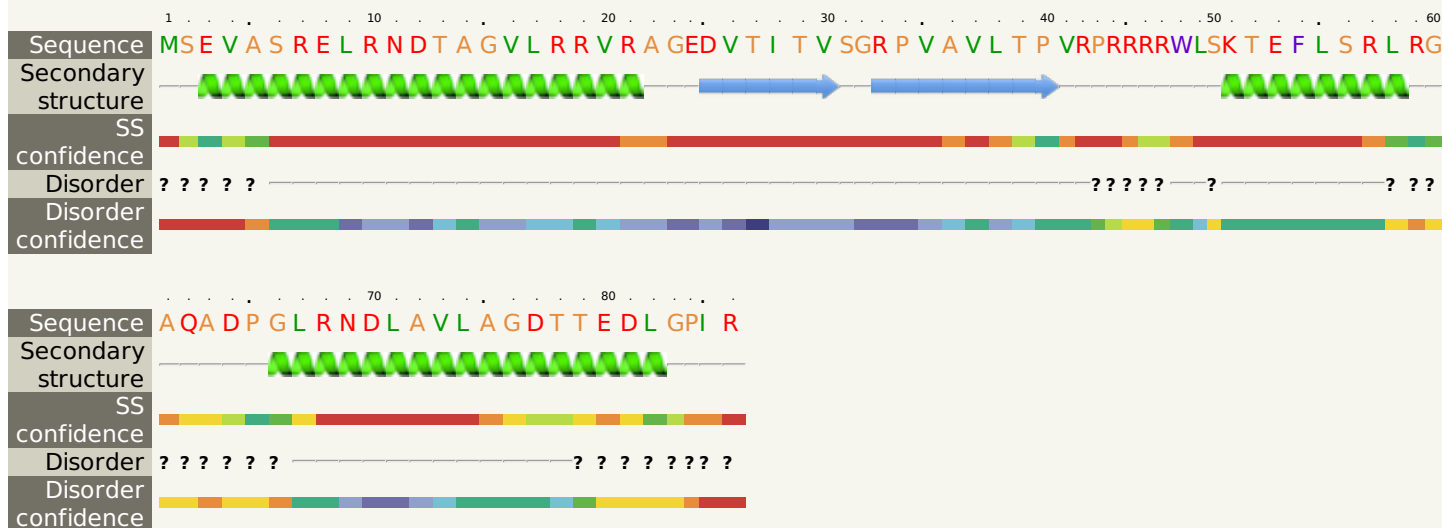 1 10 20 30 40 50 60
Sequence MSEVASRELRNDTAGVLRRVRAGEDVTITVSGRPVAVLTPVRPRRRRWLSKTEFLSRLRG
Secondary
structure
SS
confidence
Disorder ? ? ? ? ? ? ? ? ? ? ? ? ? ?
Disorder
confidence
70 80
Sequence AQADPGLRNDLAVLAGDTTEDLGPIR
Secondary
structure
SS
confidence
Disorder ? ? ? ? ? ? ? ? ? ? ? ? ? ?
Disorder
confidence